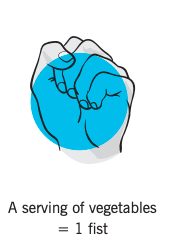 A serving of vegetables
= 1 fist